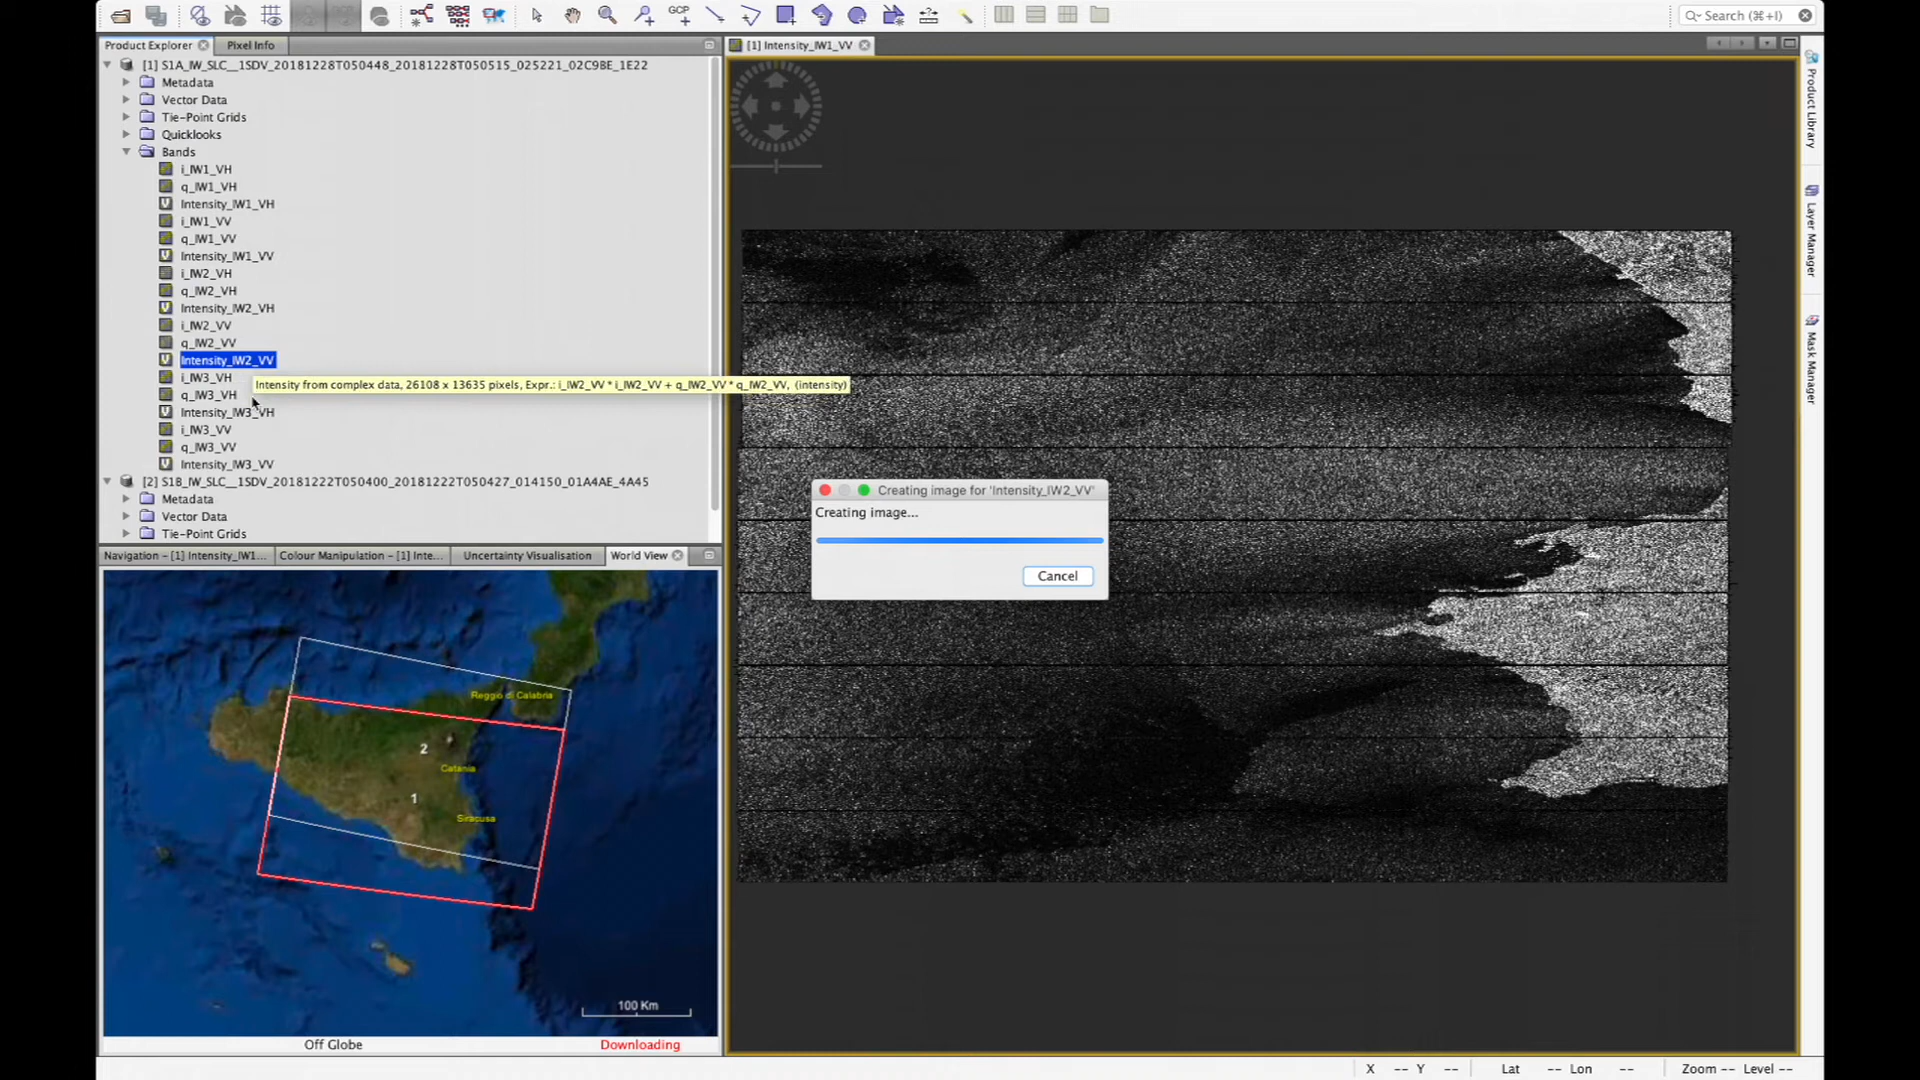 GCP
Search (⌘+I)
Product Explorer
Pixel Info
[1] Intensity_IW1_VV
[1] S1A_IW_SLC__1SDV_20181228T050448_20181228T050515_025221_02C9BE_1E22
Metadata
Vector Data
Tie-Point Grids
Quicklooks
Bands
i_IW1_VH
q_IW1_VH
Intensity_IW1_VH
i_IW1_VV
q_IW1_VV
Intensity_IW1_VV
i_IW2_VH
q_IW2_VH
Intensity_IW2_VH
i_IW2_VV
q_IW2_VV
Intensity_IW2_VV
i_IW3_VH
Intensity from complex data, 26108 x 13635 pixels, Expr.: i_IW2_VV * i_IW2_VV + q_IW2_VV * q_IW2_VV, (intensity)
q_IW3_VH
Intensity_IW3_VH
i_IW3_VV
q_IW3_VV
Intensity_IW3_VV
[2] S1B_IW_SLC__1SDV_20181222T050400_20181222T050427_014150_01A4AE_4A45
Metadata
Vector Data
Tie-Point Grids
Creating image for 'Intensity_IW2_VV'
Creating image...
Cancel
Navigation - [1] Intensity_IW1...
Colour Manipulation - [1] Inte...
Uncertainty Visualisation
World View
Reggio di Calabria
2
Catania
1
Siracusa
100 Km
Off Globe
Downloading
Product Library
Layer Manager
Mask Manager
X -- Y -- Lat -- Lon -- Zoom -- Level --